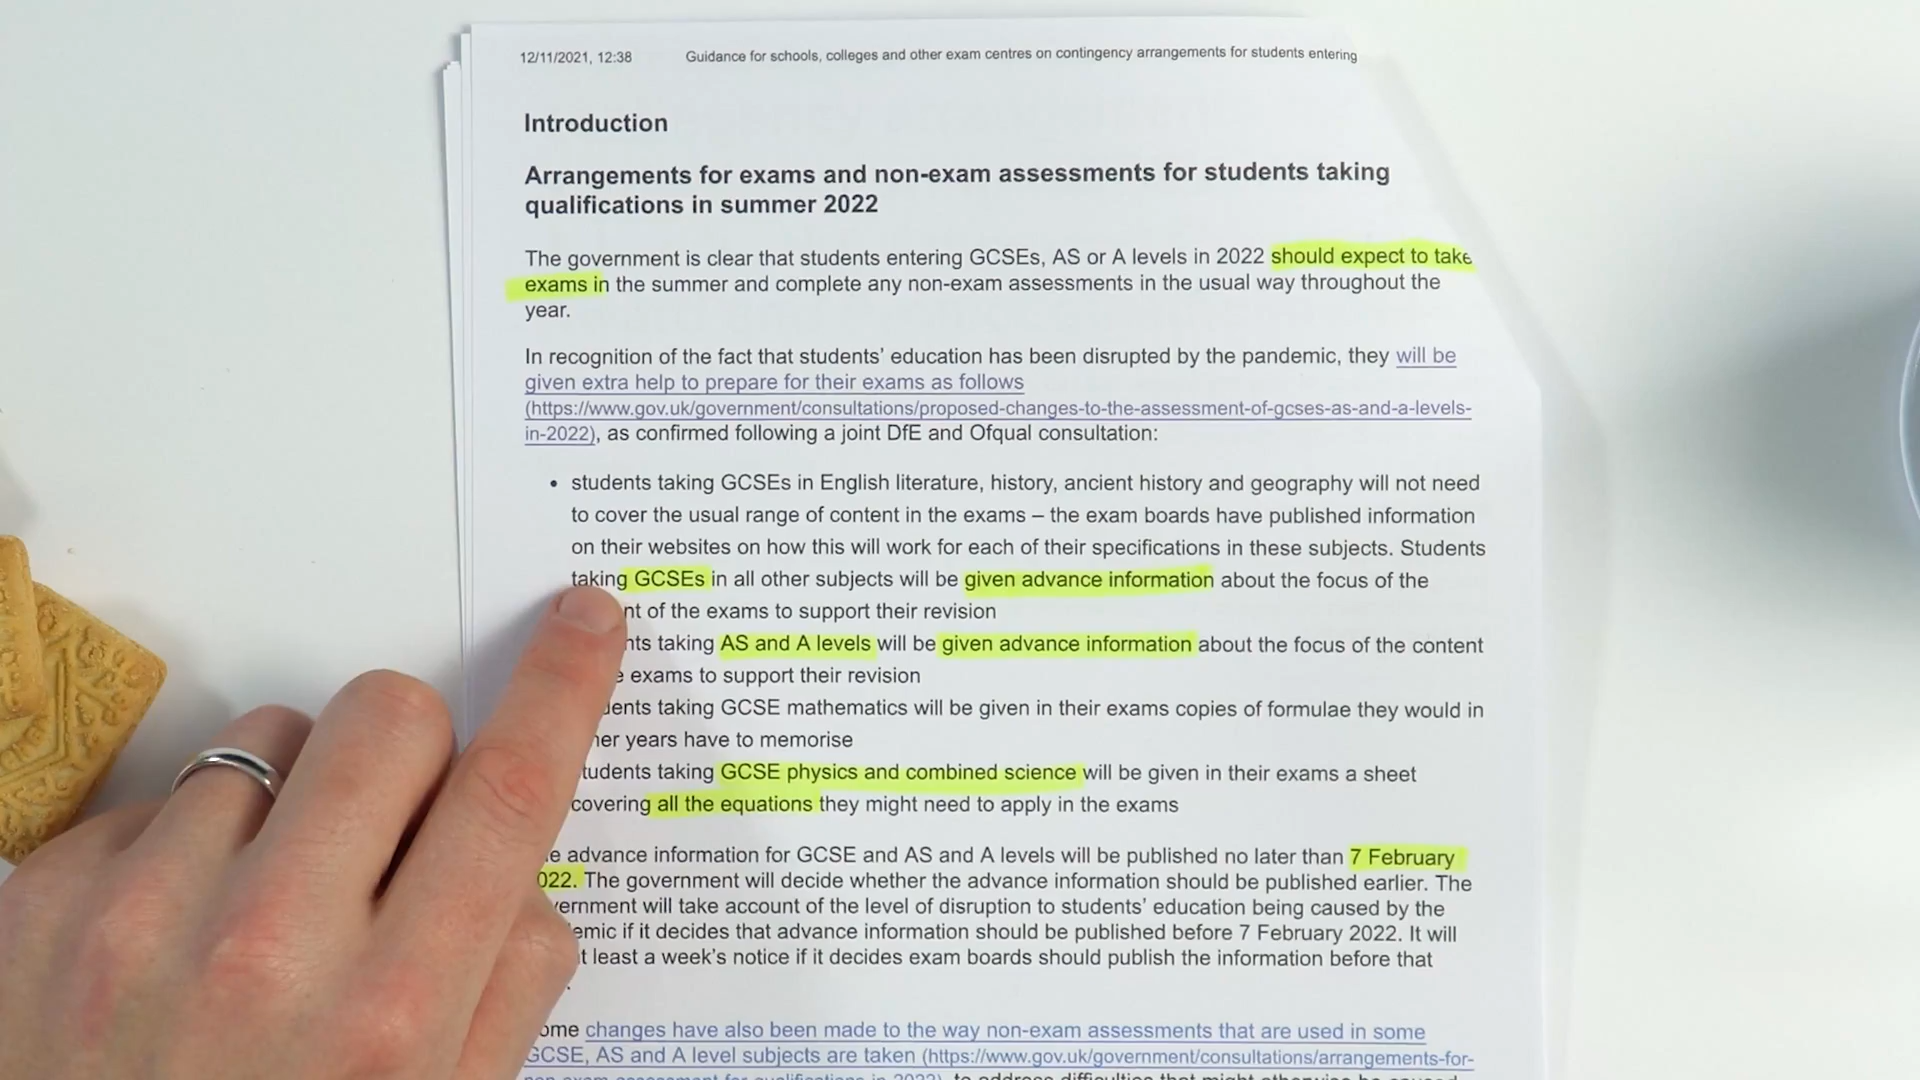 12/11/2021, 12:38 Guidance for schools, colleges and other exam centres on contingency arrangements for students entering
Introduction
Arrangements for exams and non-exam assessments for students taking
qualifications in summer 2022
The government is clear that students entering GCSEs, AS or A levels in 2022 should expect to take
exams in the summer and complete any non-exam assessments in the usual way throughout the
year.
In recognition of the fact that students’ education has been disrupted by the pandemic, they will be
given extra help to prepare for their exams as follows
(https://www.gov.uk/government/consultations/proposed-changes-to-the-assessment-of-gcses-as-and-a-levels-
in-2022), as confirmed following a joint DfE and Ofqual consultation:
• students taking GCSEs in English literature, history, ancient history and geography will not need
to cover the usual range of content in the exams – the exam boards have published information
on their websites on how this will work for each of their specifications in these subjects. Students
taking GCSEs in all other subjects will be given advance information about the focus of the
nt of the exams to support their revision
nts taking AS and A levels will be given advance information about the focus of the content
e exams to support their revision
dents taking GCSE mathematics will be given in their exams copies of formulae they would in
her years have to memorise
tudents taking GCSE physics and combined science will be given in their exams a sheet
covering all the equations they might need to apply in the exams
e advance information for GCSE and AS and A levels will be published no later than 7 February
022. The government will decide whether the advance information should be published earlier. The
vernment will take account of the level of disruption to students’ education being caused by the
emic if it decides that advance information should be published before 7 February 2022. It will
t least a week’s notice if it decides exam boards should publish the information before that
.
ome changes have also been made to the way non-exam assessments that are used in some
GCSE, AS and A level subjects are taken (https://www.gov.uk/government/consultations/arrangements-for-